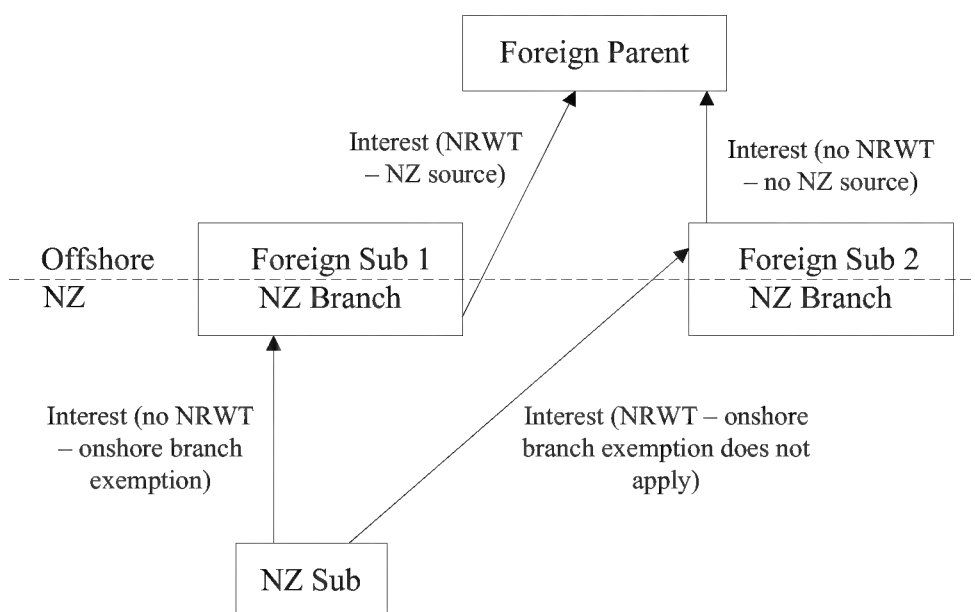 Foreign Parent
Interest (NRWT
– NZ source)
Interest (no NRWT
– no NZ source)
Offshore
NZ
Foreign Sub 1
NZ Branch
Foreign Sub 2
NZ Branch
Interest (no NRWT
– onshore branch
exemption)
Interest (NRWT – onshore
branch exemption does not
apply)
NZ Sub